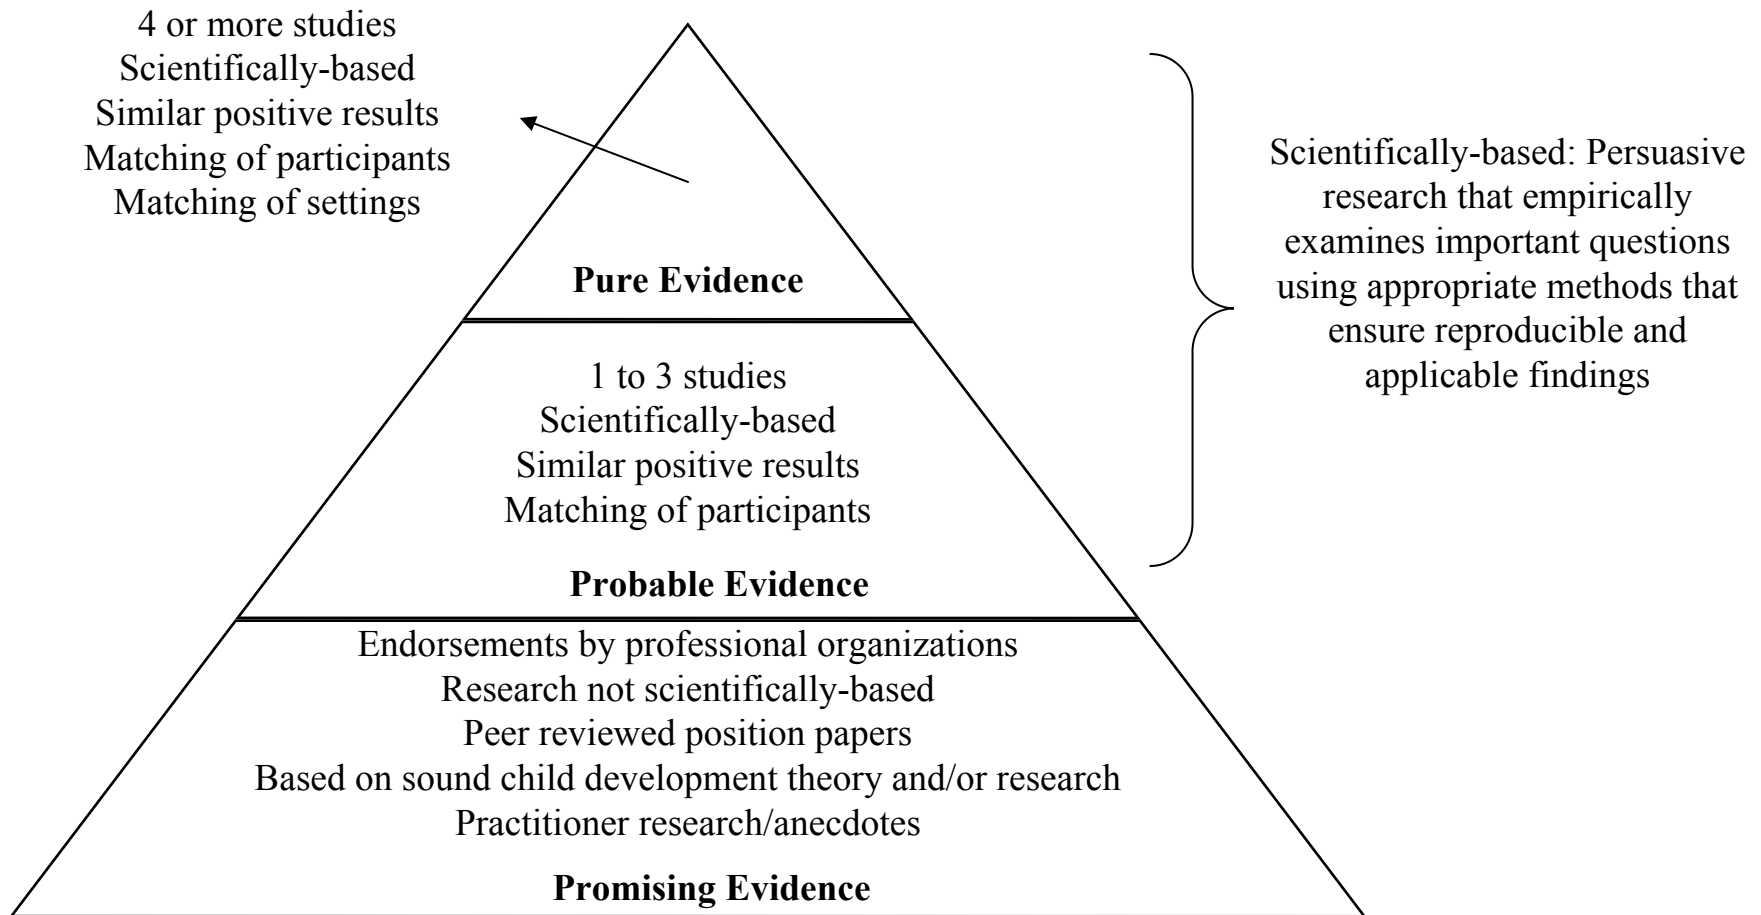 4 or more studies
Scientifically-based
Similar positive results
Matching of participants
Matching of settings
Pure Evidence
Scientifically-based: Persuasive
research that empirically
examines important questions
using appropriate methods that
ensure reproducible and
applicable findings
1 to 3 studies
Scientifically-based
Similar positive results
Matching of participants
Probable Evidence
Endorsements by professional organizations
Research not scientifically-based
Peer reviewed position papers
Based on sound child development theory and/or research
Practitioner research/anecdotes
Promising Evidence